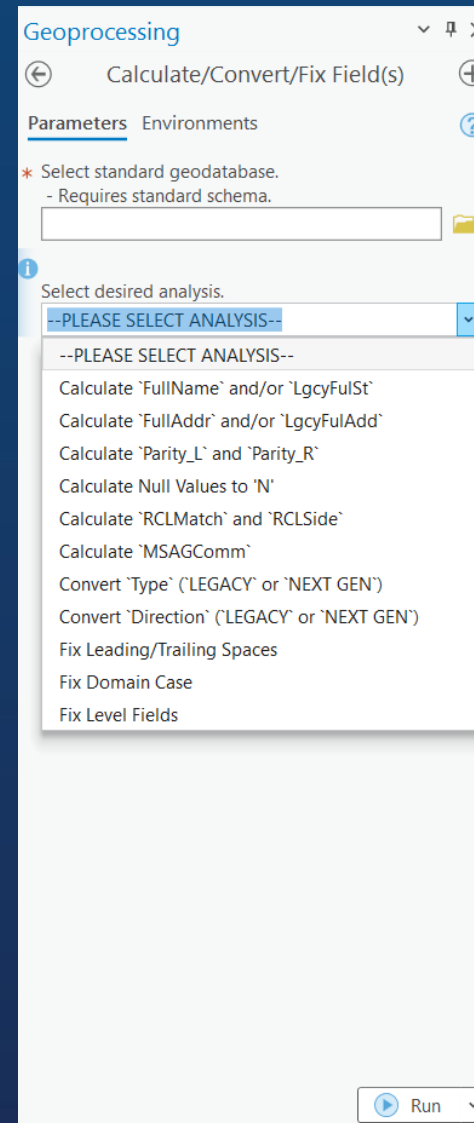 Geoprocessing
Calculate/Convert/Fix Field(s)
Parameters Environments
* Select standard geodatabase.
- Requires standard schema.
Select desired analysis.
--PLEASE SELECT ANALYSIS--
--PLEASE SELECT ANALYSIS--
Calculate `FullName` and/or `LgcyFulSt`
Calculate `FullAddr` and/or `LgcyFulAdd`
Calculate `Parity_L` and `Parity_R`
Calculate Null Values to 'N'
Calculate `RCLMatch` and `RCLSide`
Calculate `MSAGComm`
Convert `Type` (`LEGACY` or `NEXT GEN`)
Convert `Direction` (`LEGACY` or `NEXT GEN`)
Fix Leading/Trailing Spaces
Fix Domain Case
Fix Level Fields
Run